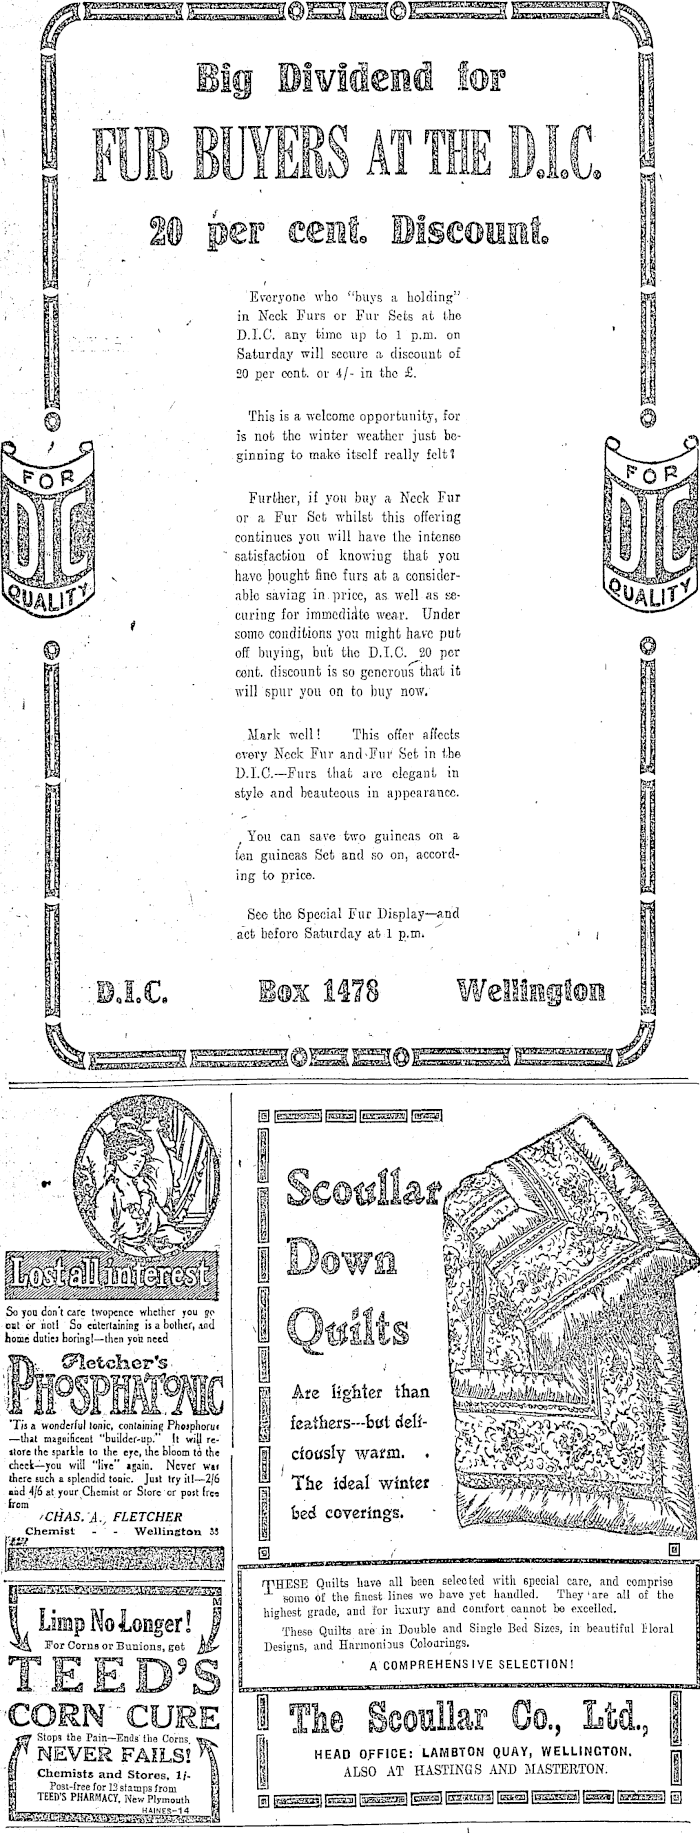 Big Dividend for
FUR BUYERS AT THE D.I.C.
20 per cent. Discount.
Everyone who "buys a holding"
in Neck Furs or Fur Sets at the
D.I.C. any time up to 1 p.m. on
Saturday will secure a discount of
20 per cent. or 4/- in the £.
This is a welcome opportunity, for
is not the winter weather just be-
ginning to make itself really felt?
Further, if you buy a Neck Fur
or a Fur Set whilst this offering
continues you will have the intense
satisfaction of knowing that you
have bought fine furs at a consider-
able saving in price, as well as se-
curing for immediate wear. Under
some conditions you might have put
off buying, but the D.I.C. 20 per
cent. discount is so generous that it
will spur you on to buy now.
Mark well! This offer affects
every Neck Fur and Fur Set in the
D.I.C.—Furs that are elegant in
style and beauteous in appearance.
You can save two guineas on a
ten guineas Set and so on, accord-
ing to price.
See the Special Fur Display—and
act before Saturday at 1 p.m.
FOR
DIC
QUALITY
FOR
DIC
QUALITY
D.I.C. Box 1478 Wellington
Lost all interest
So you don't care twopence whether you go
out or not! So entertaining is a bother, and
home duties boring!—then you need
Fletcher's
PHOSPHATONIC
'Tis a wonderful tonic, containing Phosphorus
—that magnificent "builder-up." It will re-
store the sparkle to the eye, the bloom to the
cheek—you will "live" again. Never was
there such a splendid tonic. Just try it!—2/6
and 4/6 at your Chemist or Store or post free
from
CHAS. A. FLETCHER
Chemist - - Wellington 38
Limp No Longer!
For Corns or Bunions, get
TEED'S
CORN CURE
Stops the Pain—Ends the Corns.
NEVER FAILS!
Chemists and Stores, 1/-
Post-free for 12 stamps from
TEED'S PHARMACY, New Plymouth
HAINES-14
Scoullar
Down
Quilts
Are lighter than
feathers---but deli-
ciously warm.
The ideal winter
bed coverings.
THESE Quilts have all been selected with special care, and comprise
some of the finest lines we have yet handled. They are all of the
highest grade, and for luxury and comfort cannot be excelled.
These Quilts are in Double and Single Bed Sizes, in beautiful Floral
Designs, and Harmonious Colourings.
A COMPREHENSIVE SELECTION!
The Scoullar Co., Ltd.,
HEAD OFFICE: LAMBTON QUAY, WELLINGTON.
ALSO AT HASTINGS AND MASTERTON.